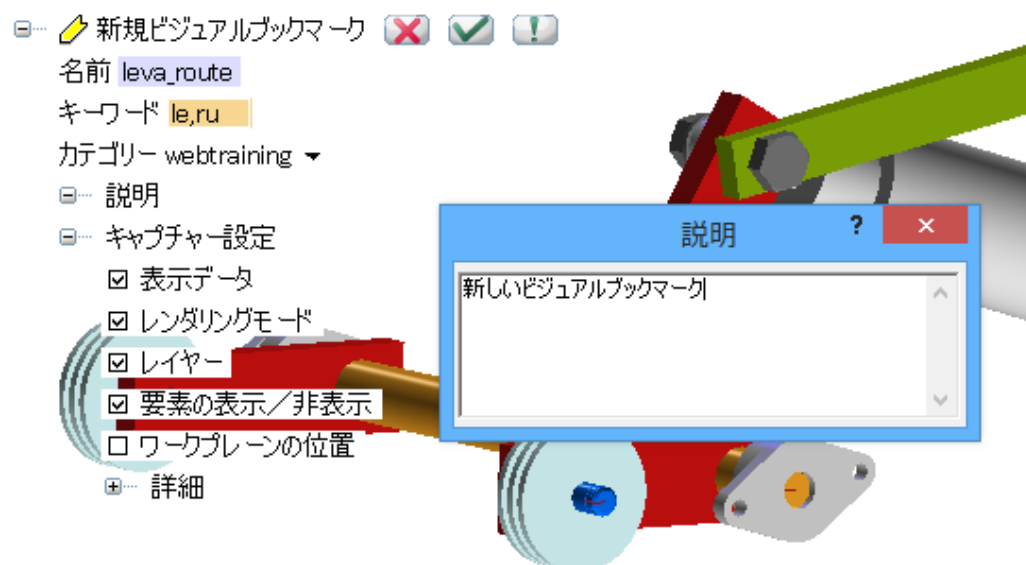 新規ビジュアルブックマーク
名前 leva_route
キーワード le,ru
カテゴリー webtraining
説明
キャプチャー設定
表示データ
レンダリングモード
レイヤー
要素の表示／非表示
ワークプレーンの位置
詳細
説明 ? ×
新しいビジュアルブックマーク